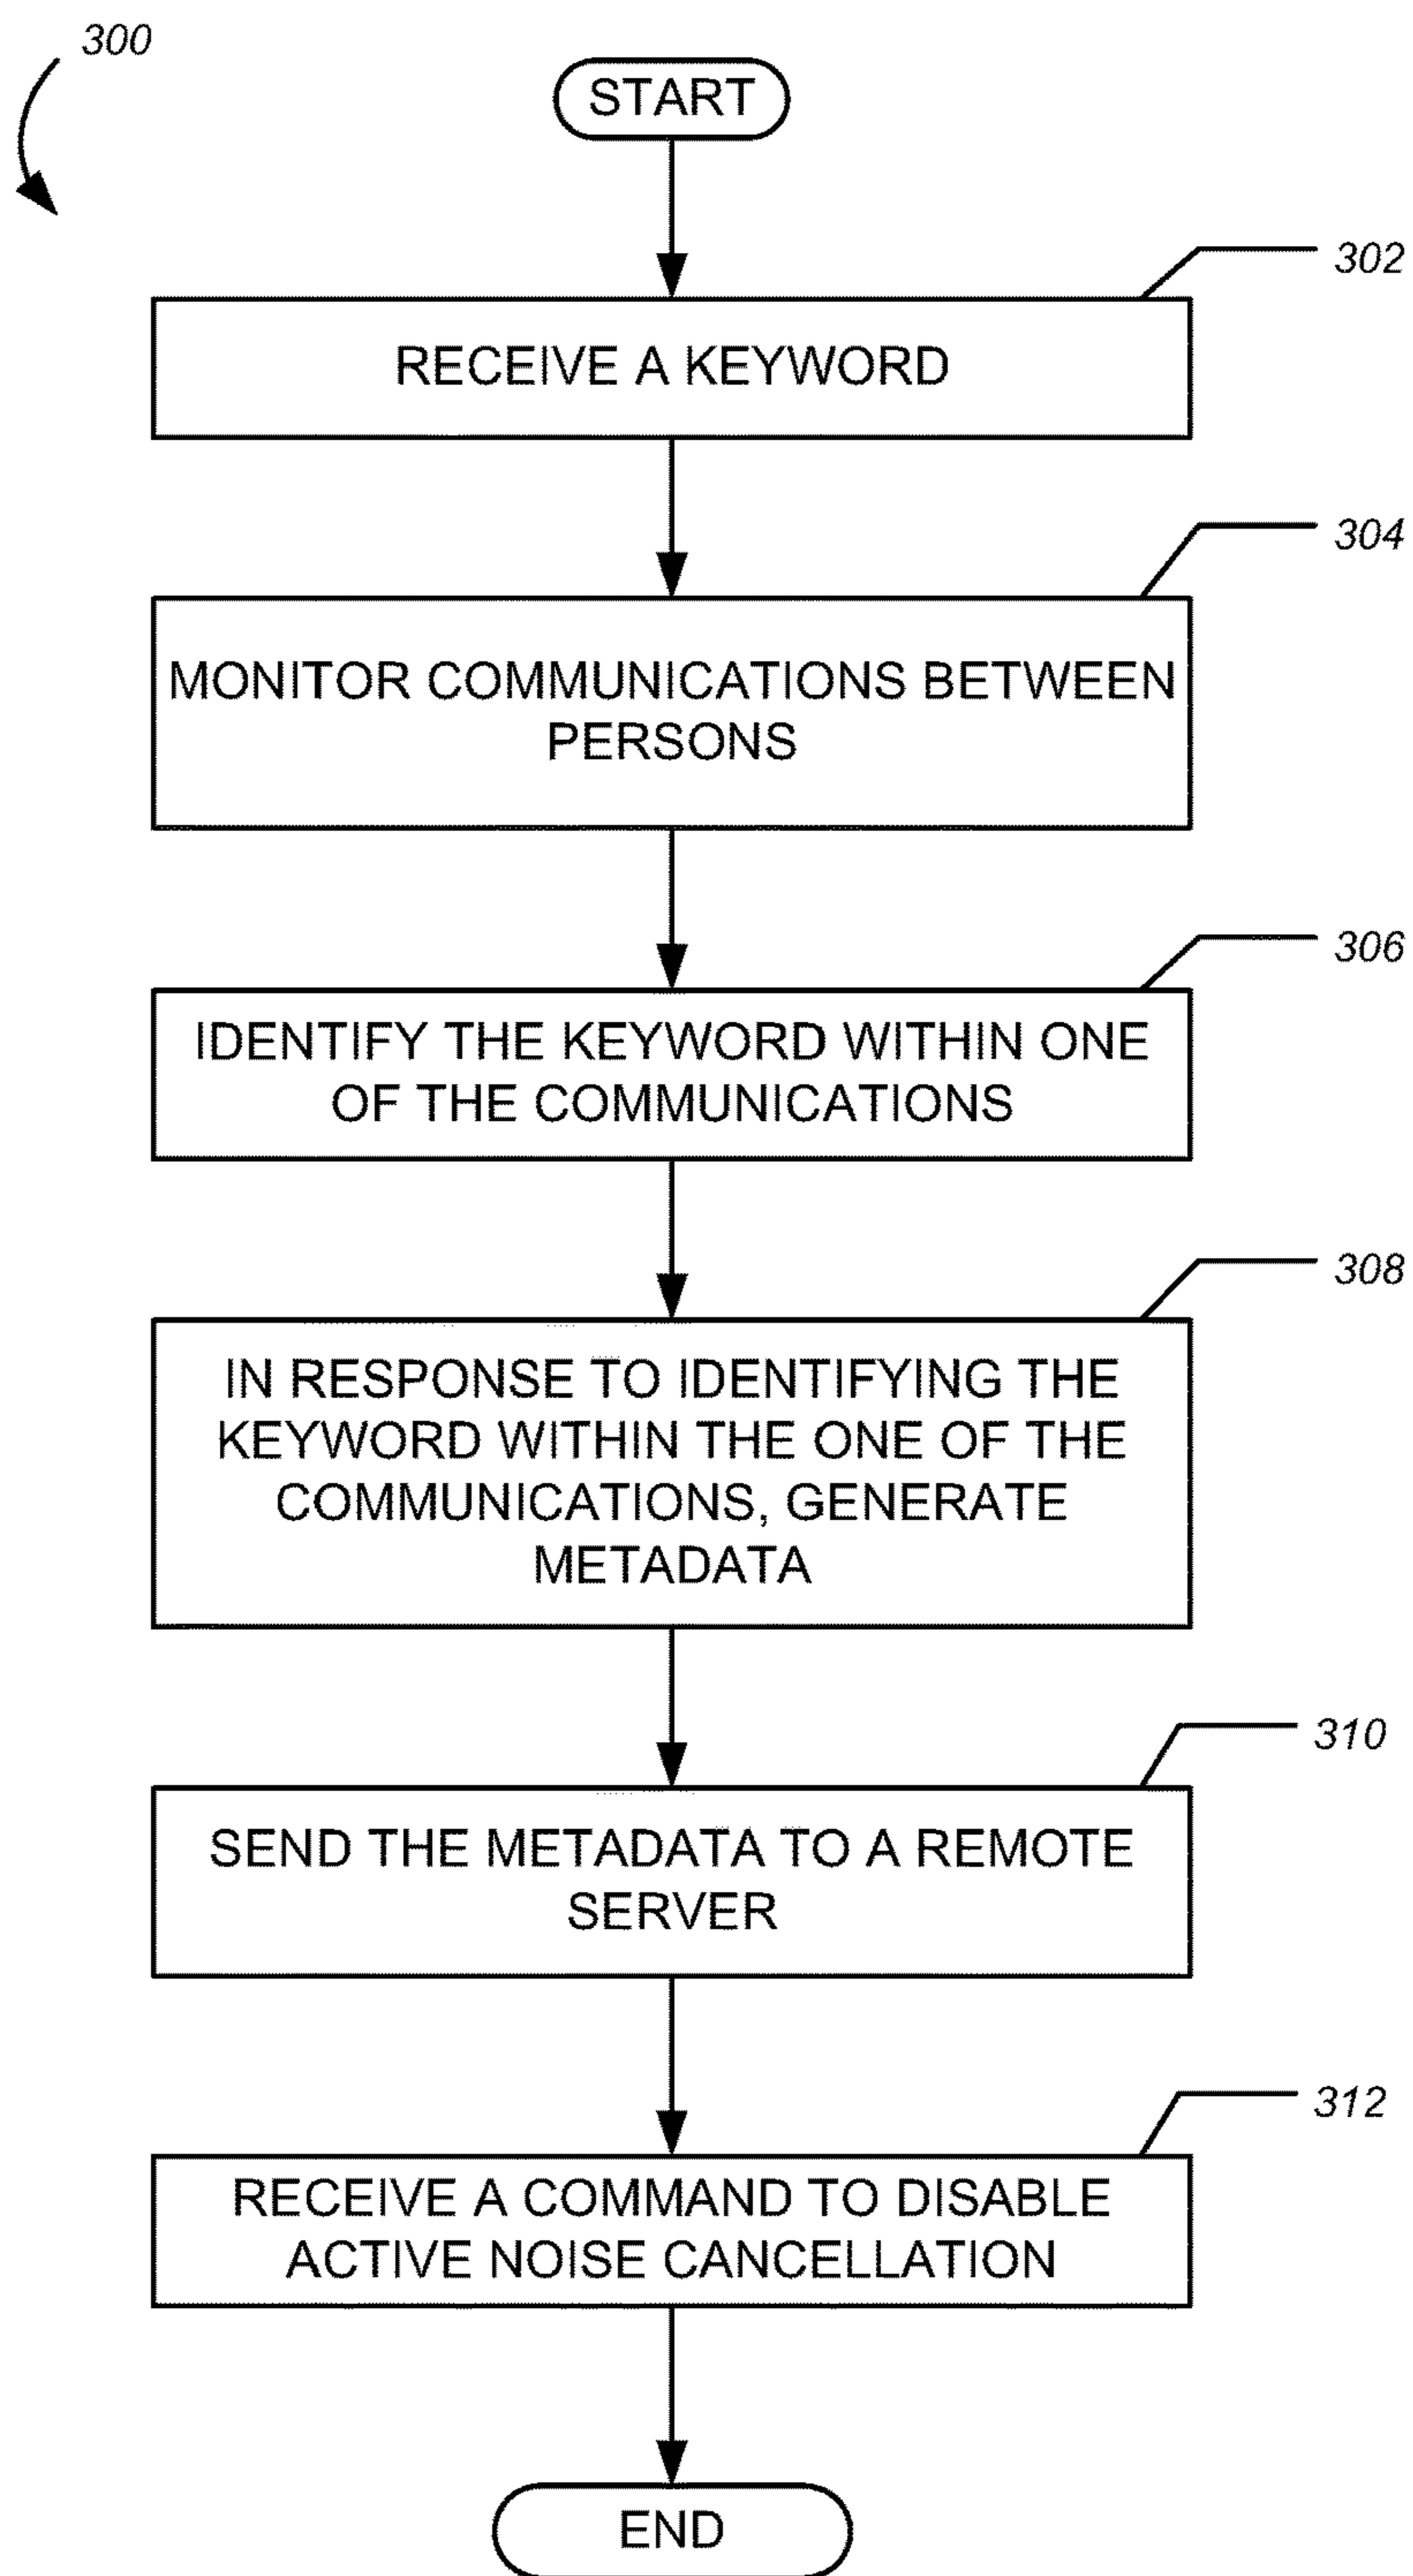 300
START
302
RECEIVE A KEYWORD
304
MONITOR COMMUNICATIONS BETWEEN
PERSONS
306
IDENTIFY THE KEYWORD WITHIN ONE
OF THE COMMUNICATIONS
308
IN RESPONSE TO IDENTIFYING THE
KEYWORD WITHIN THE ONE OF THE
COMMUNICATIONS, GENERATE
METADATA
310
SEND THE METADATA TO A REMOTE
SERVER
312
RECEIVE A COMMAND TO DISABLE
ACTIVE NOISE CANCELLATION
END